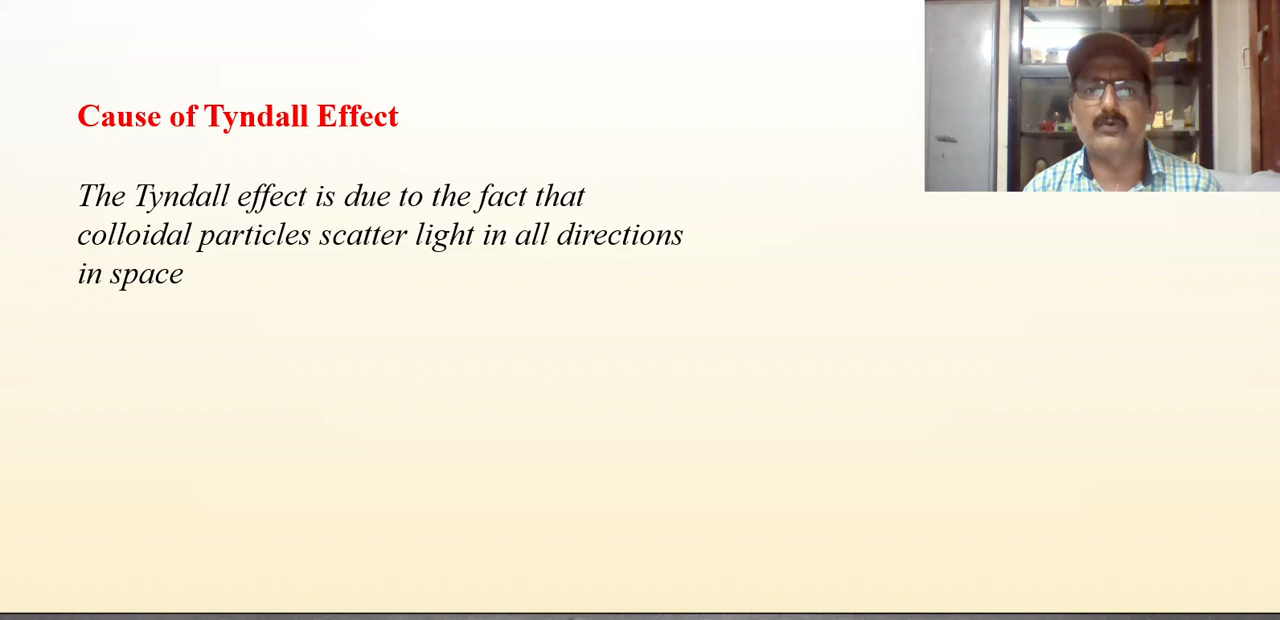 Cause of Tyndall Effect
The Tyndall effect is due to the fact that
colloidal particles scatter light in all directions
in space